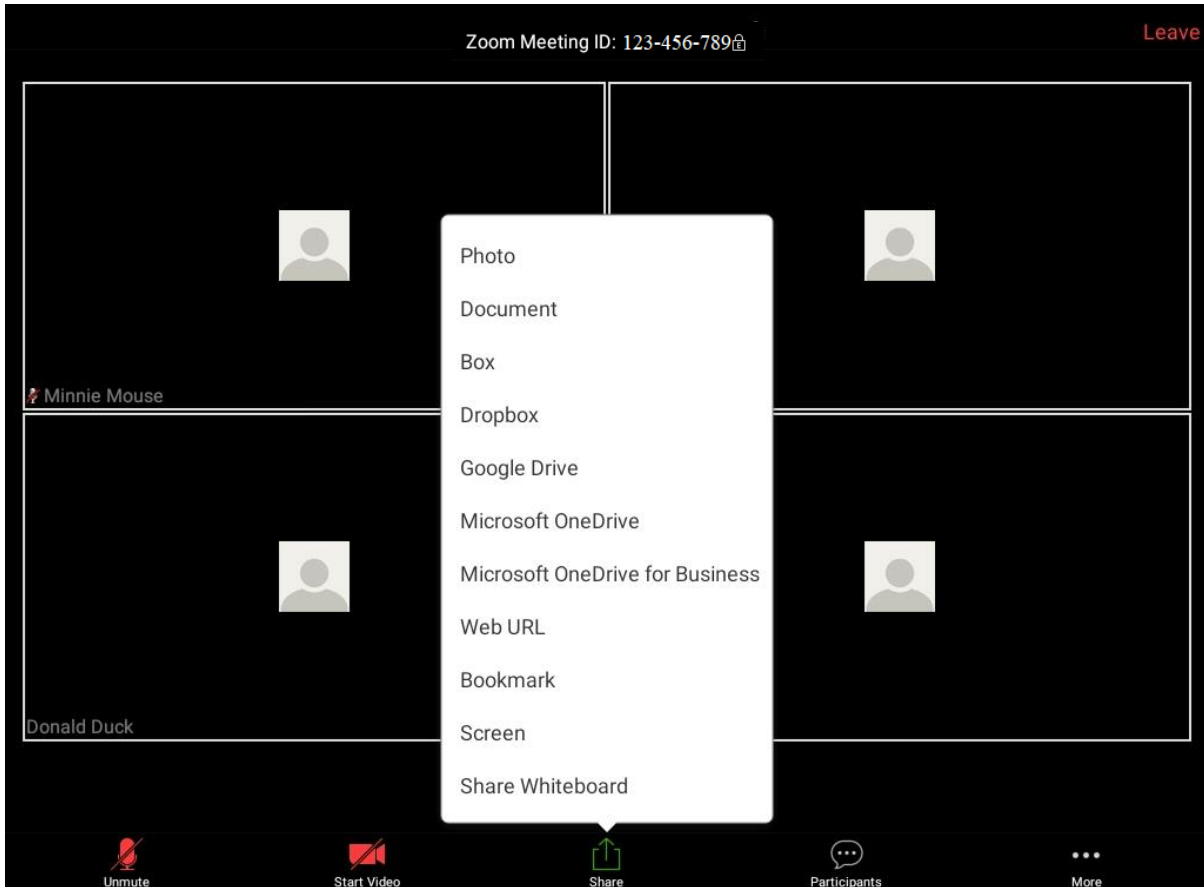 Zoom Meeting ID: 123-456-789
Leave
Minnie Mouse
Donald Duck
Photo
Document
Box
Dropbox
Google Drive
Microsoft OneDrive
Microsoft OneDrive for Business
Web URL
Bookmark
Screen
Share Whiteboard
Unmute
Start Video
Share
Participants
More